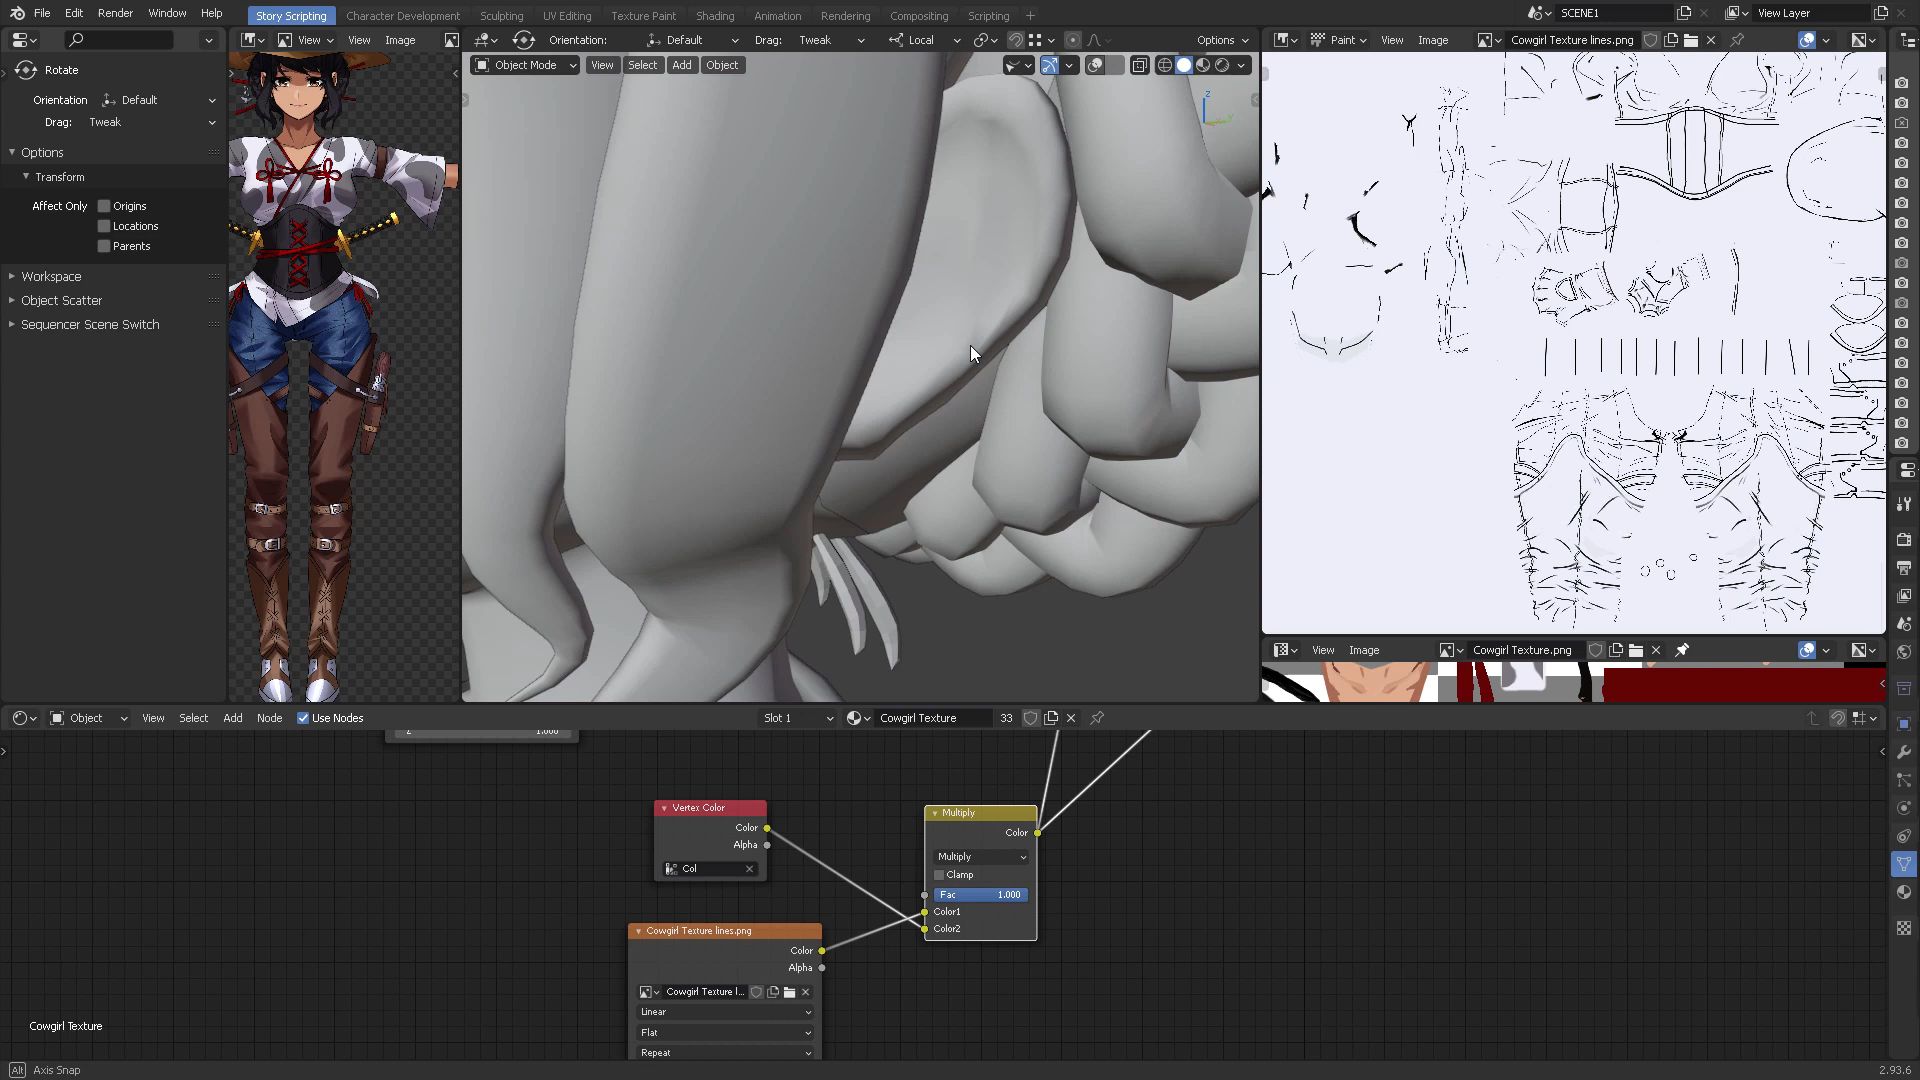 File Edit Render Window Help
Story Scripting Character Development Sculpting UV Editing Texture Paint Shading Animation Rendering Compositing Scripting +
SCENE1 View Layer
View View Image
Orientation: Default Drag: Tweak Local Options
Paint View Image Cowgirl Texture lines.png
Object Mode View Select Add Object
Rotate
Orientation Default
Drag: Tweak
Options
Transform
Affect Only Origins
Locations
Parents
Workspace
Object Scatter
Sequencer Scene Switch
Z
Y
View Image Cowgirl Texture.png
Object View Select Add Node Use Nodes Slot 1 Cowgirl Texture 33
Z 1.000
Vertex Color
Color
Alpha
Col
Multiply
Color
Multiply
Clamp
Fac 1.000
Color1
Color2
Cowgirl Texture lines.png
Color
Alpha
Cowgirl Texture l...
Linear
Flat
Repeat
Cowgirl Texture
Alt Axis Snap
2.93.6